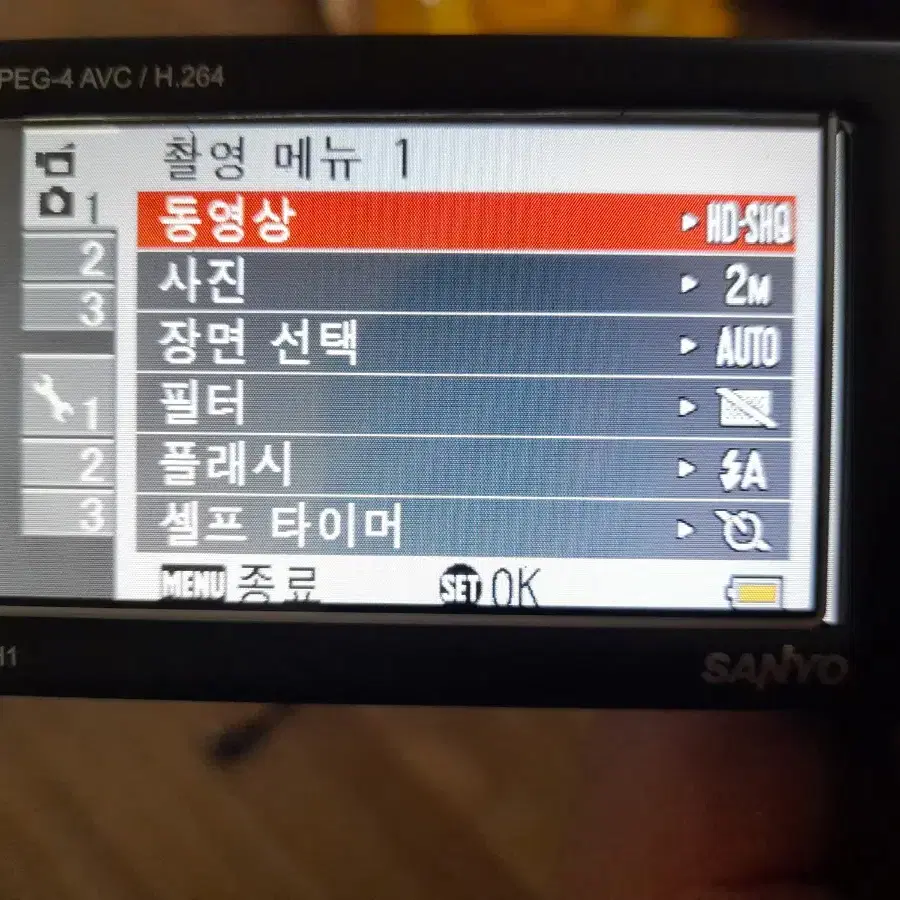 PEG-4 AVC / H.264
촬영 메뉴 1
1
동영상 HD-SHQ
2
사진 2M
3
장면 선택 AUTO
필터
1
플래시 A
2
셀프 타이머
3
MENU 종료 SET OK
H1
SANYO